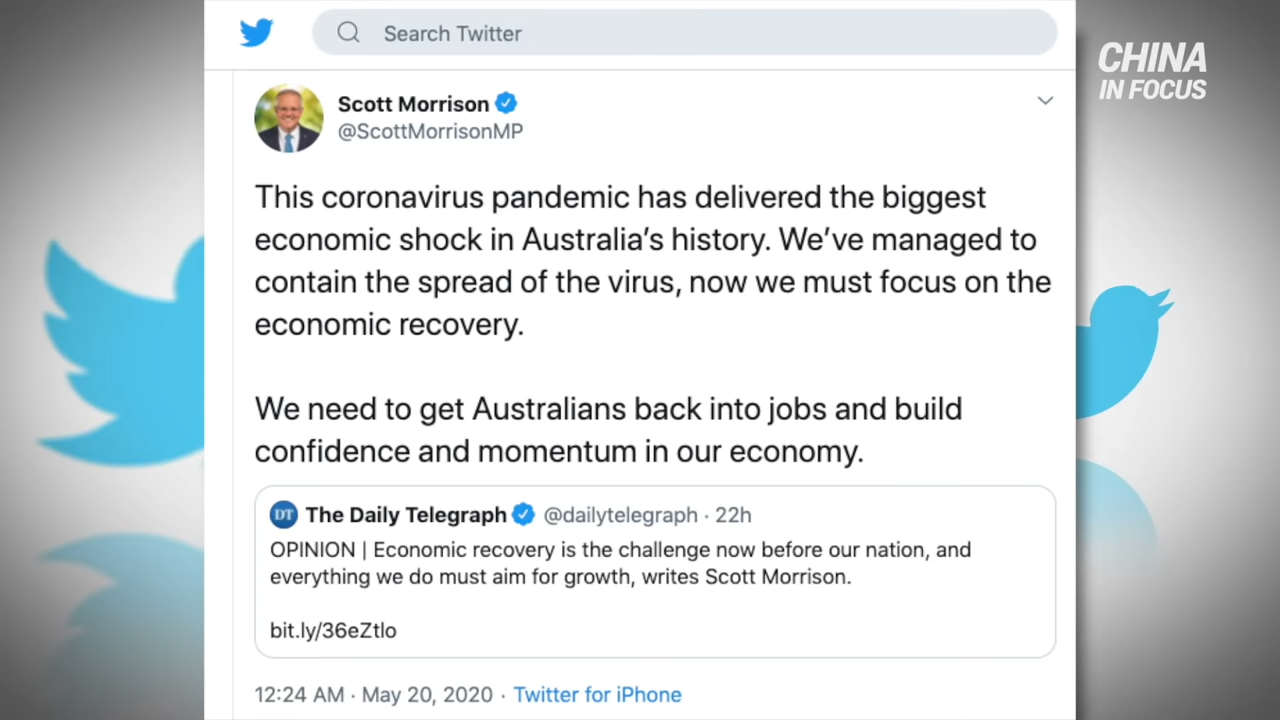 Search Twitter
CHINA
IN FOCUS
Scott Morrison
@ScottMorrisonMP
This coronavirus pandemic has delivered the biggest
economic shock in Australia's history. We've managed to
contain the spread of the virus, now we must focus on the
economic recovery.
We need to get Australians back into jobs and build
confidence and momentum in our economy.
DT The Daily Telegraph @dailytelegraph · 22h
OPINION | Economic recovery is the challenge now before our nation, and
everything we do must aim for growth, writes Scott Morrison.
bit.ly/36eZtlo
12:24 AM · May 20, 2020 · Twitter for iPhone